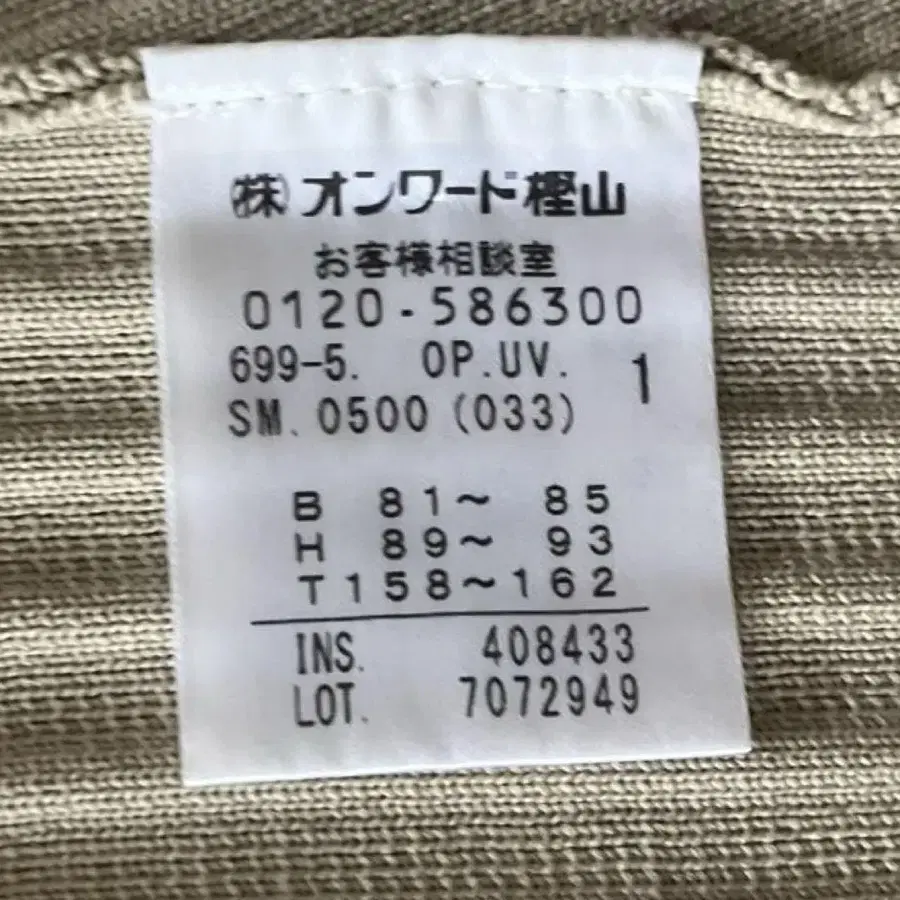 ㈱オンワード樫山
お客様相談室
0120-586300
699-5. OP.UV. 1
SM.0500(033)
B 81~ 85
H 89~ 93
T158~162
INS. 408433
LOT. 7072949